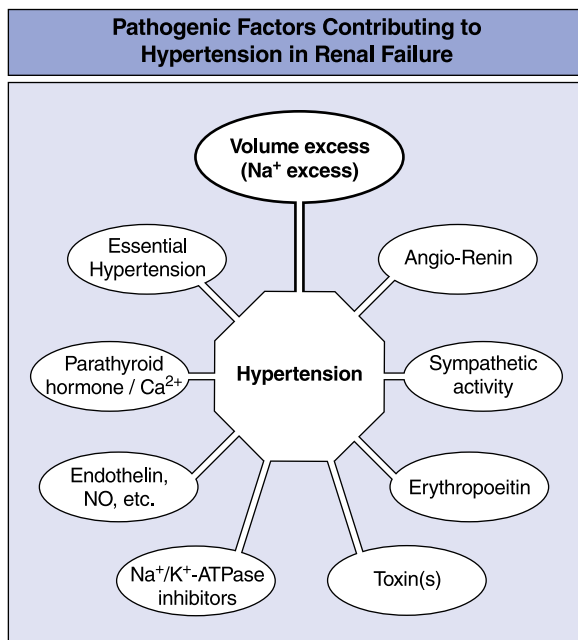 Pathogenic Factors Contributing to
Hypertension in Renal Failure
Volume excess
(Na⁺ excess)
Essential
Hypertension
Angio-Renin
Parathyroid
hormone / Ca²⁺
Hypertension
Sympathetic
activity
Endothelin,
NO, etc.
Erythropoeitin
Na⁺/K⁺-ATPase
inhibitors
Toxin(s)